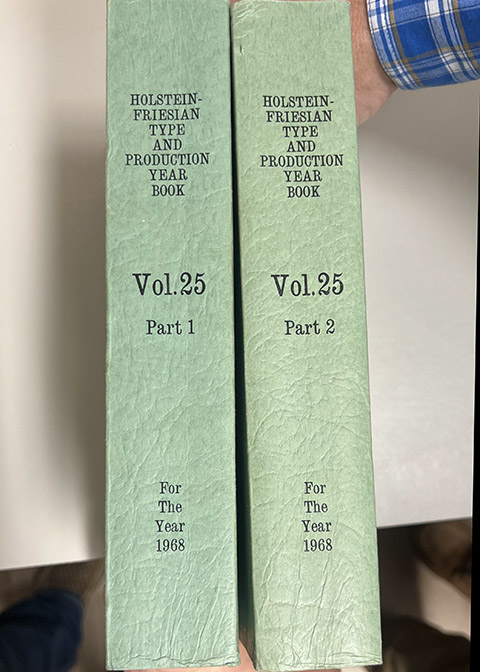 HOLSTEIN-
FRIESIAN
TYPE
AND
PRODUCTION
YEAR
BOOK
Vol.25
Part 1
For
The
Year
1968
HOLSTEIN-
FRIESIAN
TYPE
AND
PRODUCTION
YEAR
BOOK
Vol.25
Part 2
For
The
Year
1968